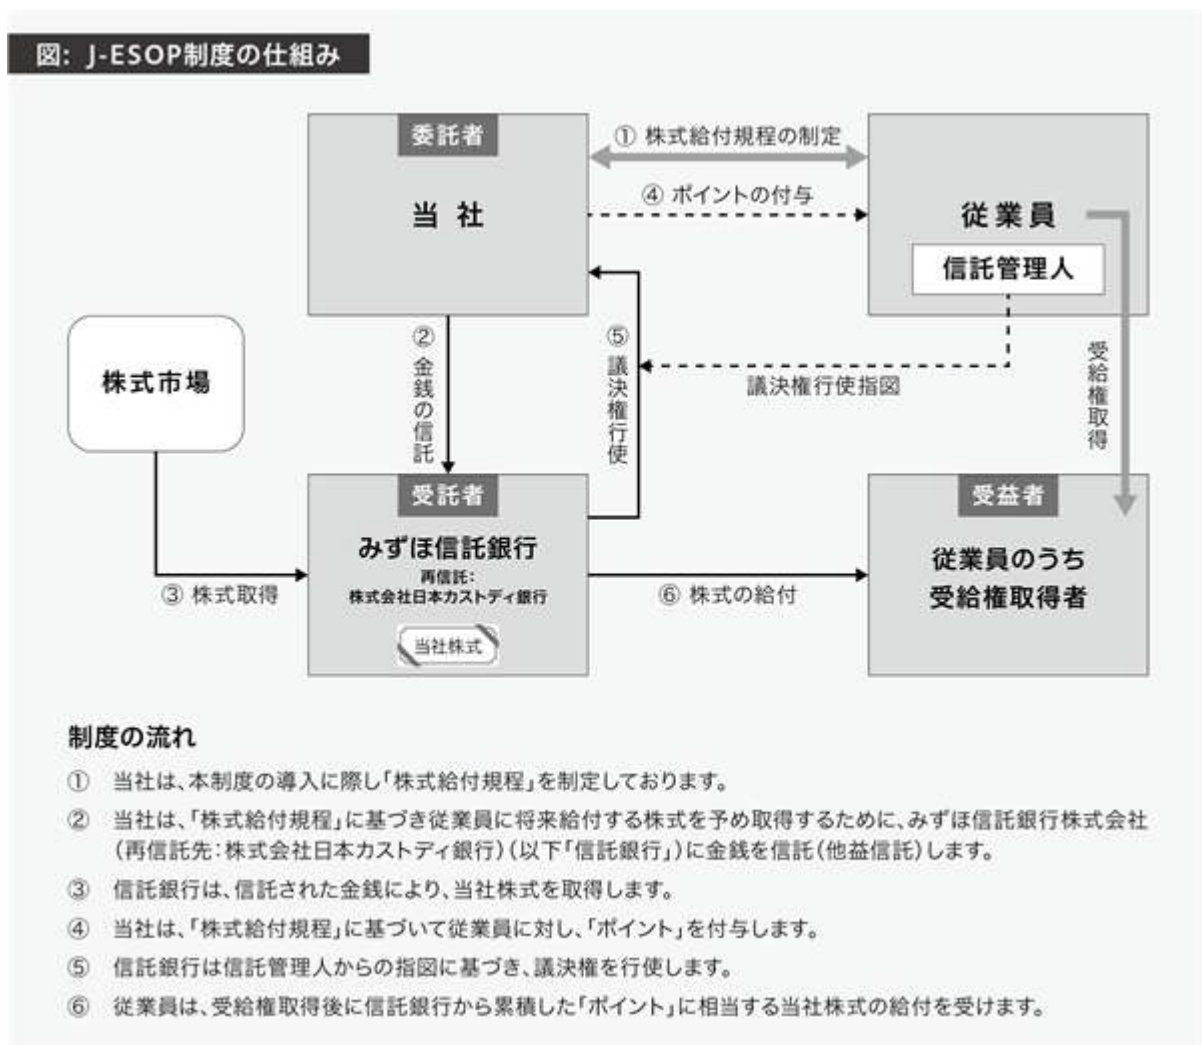 図: J-ESOP制度の仕組み
委託者
当社
① 株式給付規程の制定
④ ポイントの付与
従業員
信託管理人
株式市場
② 金銭の信託
⑤ 議決権行使
議決権行使指図
受給権取得
受託者
みずほ信託銀行
再信託:
株式会社日本カストディ銀行
当社株式
③ 株式取得
⑥ 株式の給付
受益者
従業員のうち
受給権取得者
制度の流れ
① 当社は、本制度の導入に際し「株式給付規程」を制定しております。
② 当社は、「株式給付規程」に基づき従業員に将来給付する株式を予め取得するために、みずほ信託銀行株式会社
(再信託先:株式会社日本カストディ銀行)(以下「信託銀行」)に金銭を信託(他益信託)します。
③ 信託銀行は、信託された金銭により、当社株式を取得します。
④ 当社は、「株式給付規程」に基づいて従業員に対し、「ポイント」を付与します。
⑤ 信託銀行は信託管理人からの指図に基づき、議決権を行使します。
⑥ 従業員は、受給権取得後に信託銀行から累積した「ポイント」に相当する当社株式の給付を受けます。